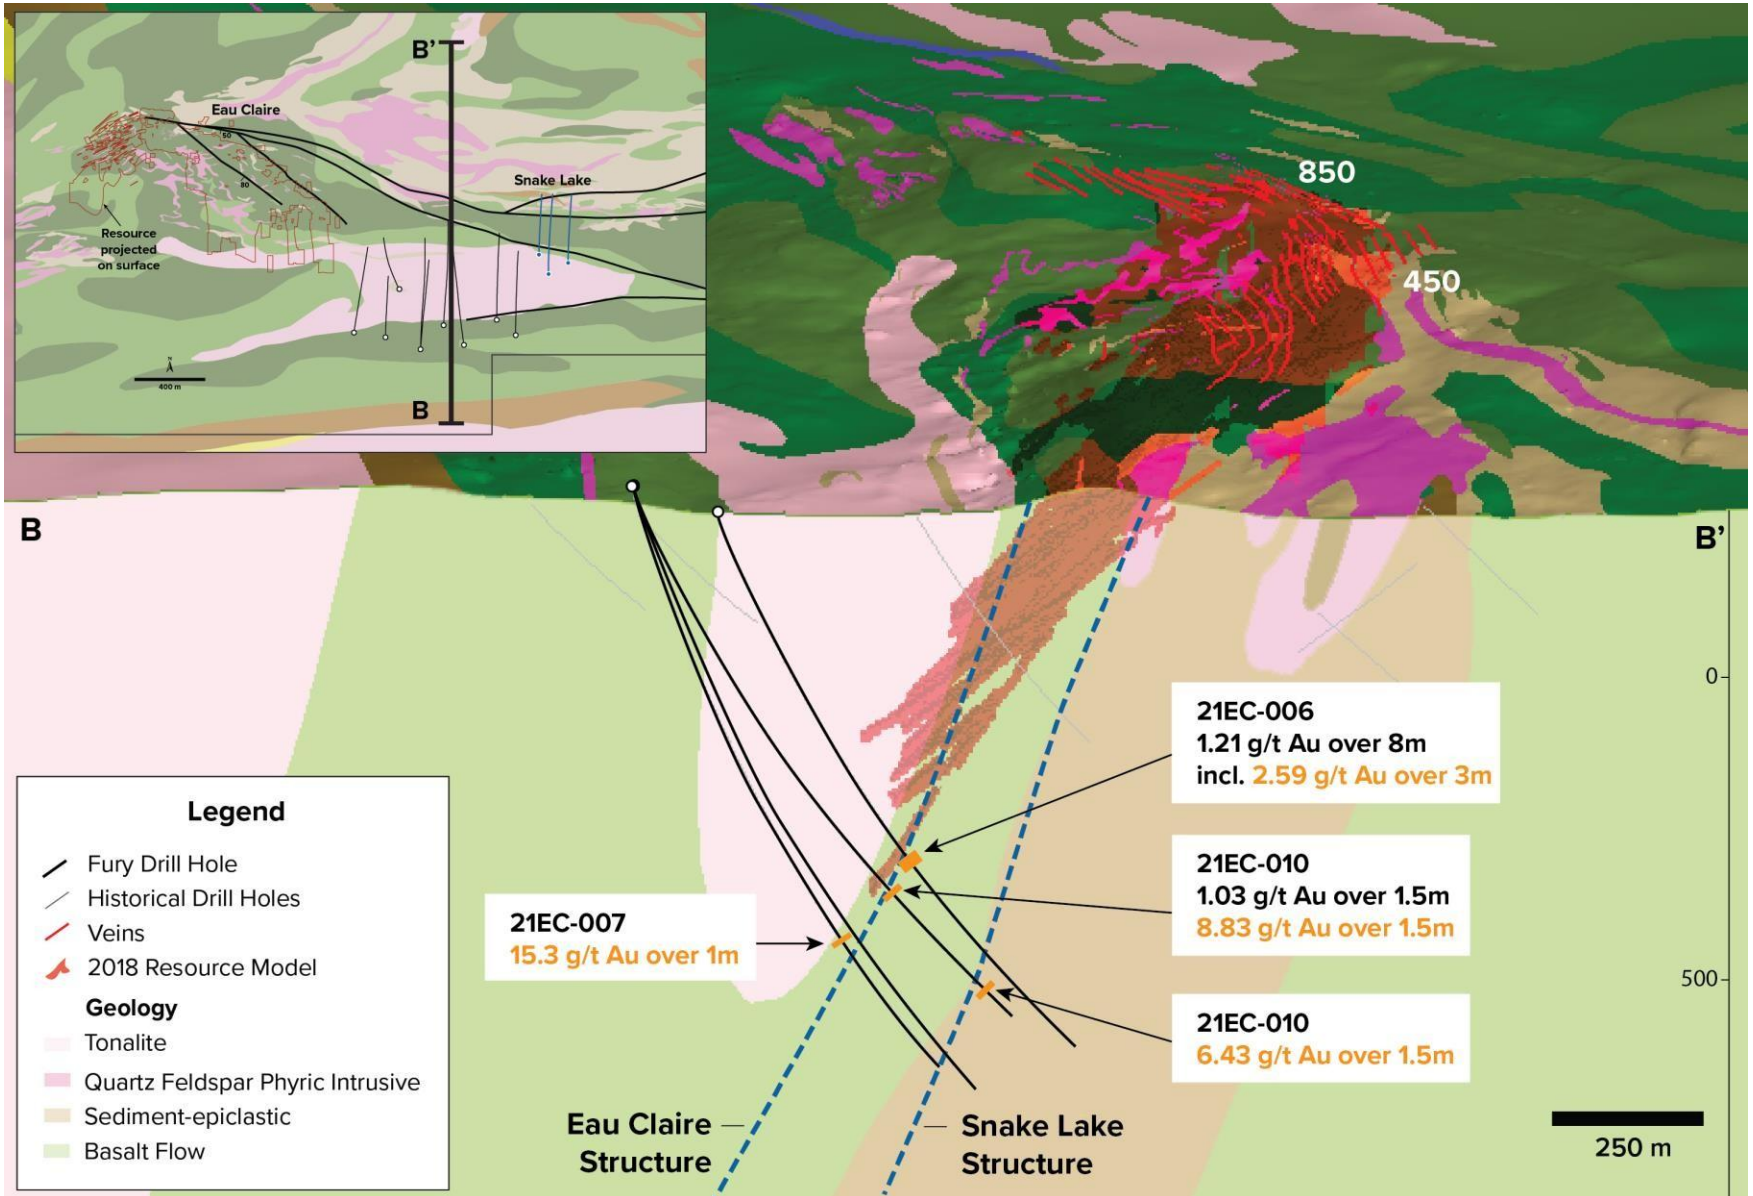 B'
Eau Claire
50
80
Snake Lake
Resource
projected
on surface
N
400 m
B
850
450
B
B'
0
500
21EC-006
1.21 g/t Au over 8m
incl. 2.59 g/t Au over 3m
21EC-010
1.03 g/t Au over 1.5m
8.83 g/t Au over 1.5m
21EC-007
15.3 g/t Au over 1m
21EC-010
6.43 g/t Au over 1.5m
Legend
Fury Drill Hole
Historical Drill Holes
Veins
2018 Resource Model
Geology
Tonalite
Quartz Feldspar Phyric Intrusive
Sediment-epiclastic
Basalt Flow
Eau Claire
Structure
Snake Lake
Structure
250 m